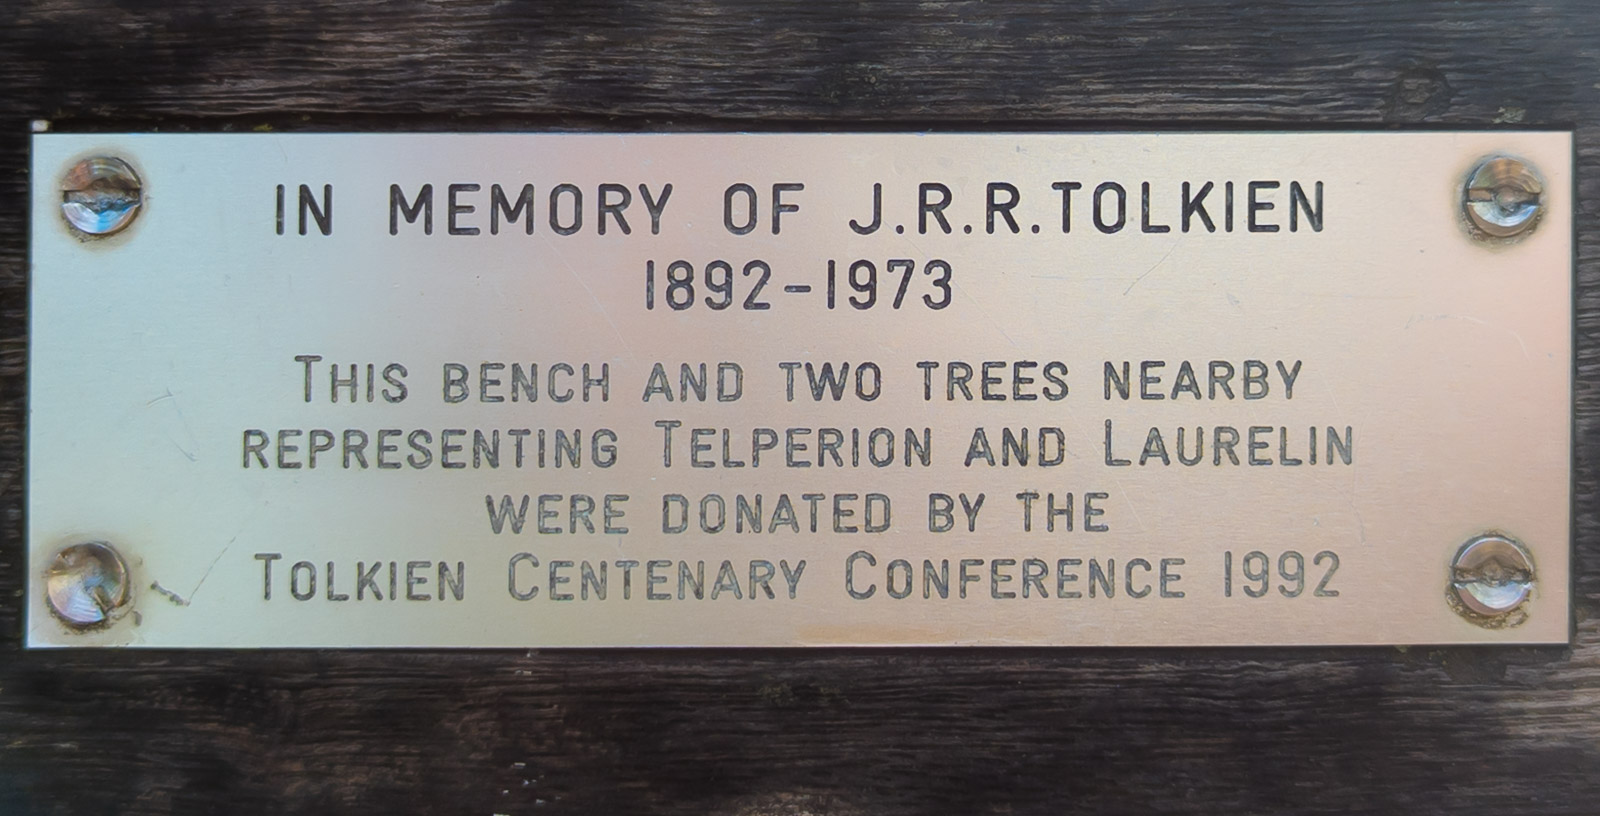 IN MEMORY OF J.R.R.TOLKIEN
1892-1973
THIS BENCH AND TWO TREES NEARBY
REPRESENTING TELPERION AND LAURELIN
WERE DONATED BY THE
TOLKIEN CENTENARY CONFERENCE 1992